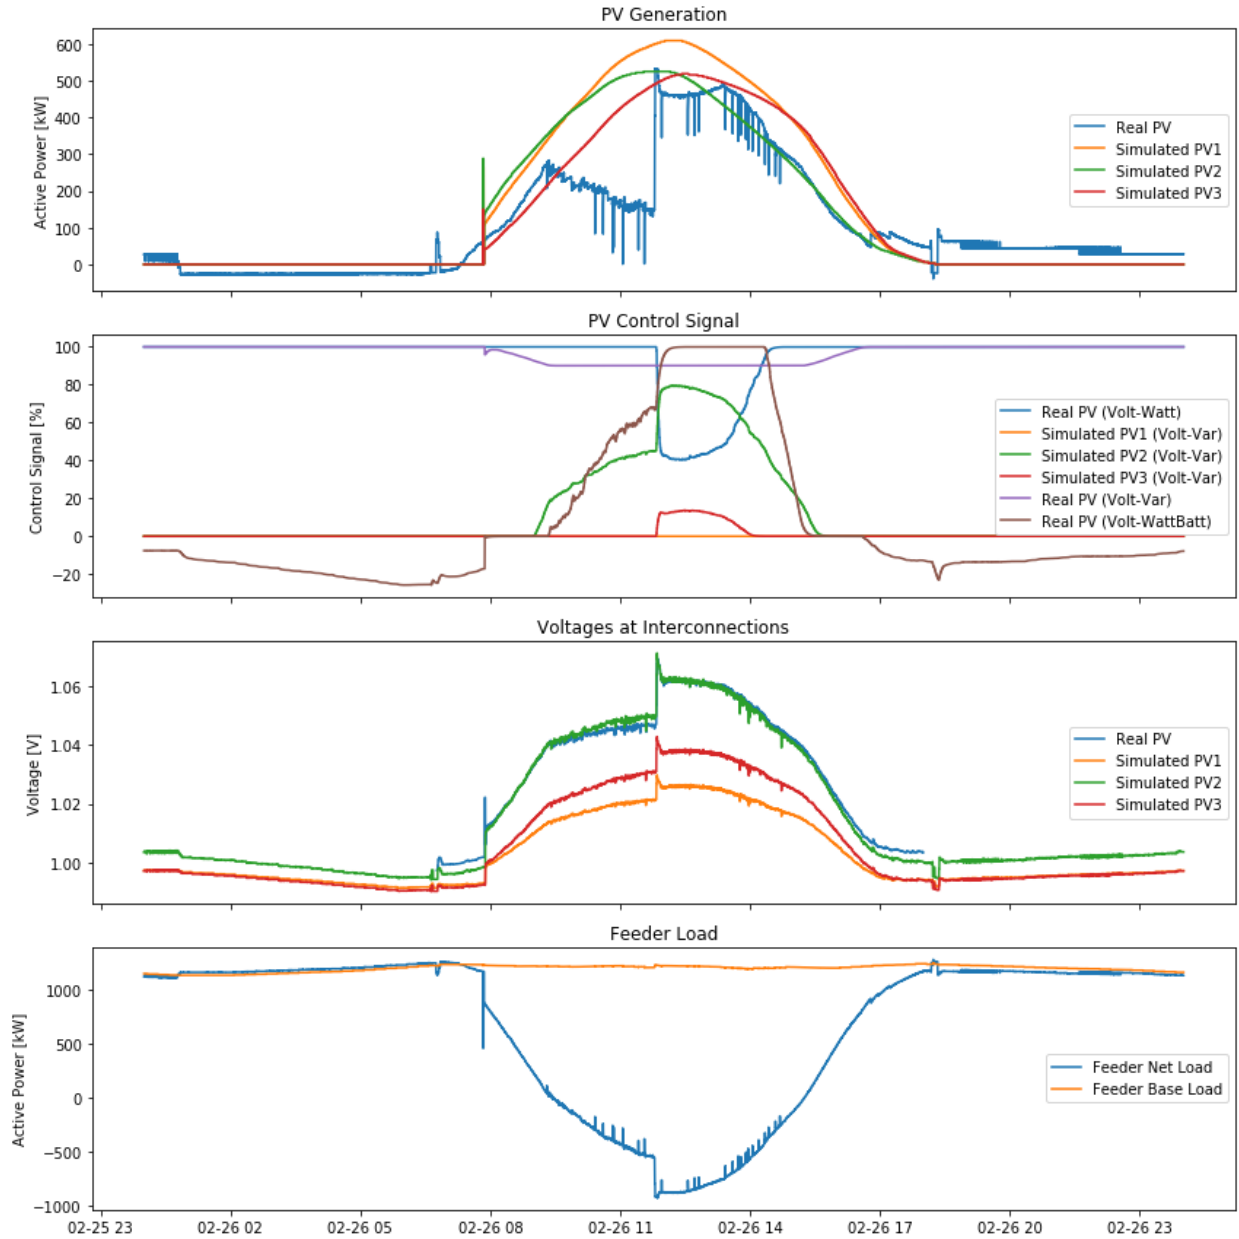 PV Generation
600
500
400
300
200
100
0
Active Power [kW]
Real PV
Simulated PV1
Simulated PV2
Simulated PV3
PV Control Signal
100
80
60
40
20
0
−20
Control Signal [%]
Real PV (Volt-Watt)
Simulated PV1 (Volt-Var)
Simulated PV2 (Volt-Var)
Simulated PV3 (Volt-Var)
Real PV (Volt-Var)
Real PV (Volt-WattBatt)
Voltages at Interconnections
1.06
1.04
1.02
1.00
Voltage [V]
Real PV
Simulated PV1
Simulated PV2
Simulated PV3
Feeder Load
1000
500
0
−500
−1000
Active Power [kW]
Feeder Net Load
Feeder Base Load
02-25 23 02-26 02 02-26 05 02-26 08 02-26 11 02-26 14 02-26 17 02-26 20 02-26 23